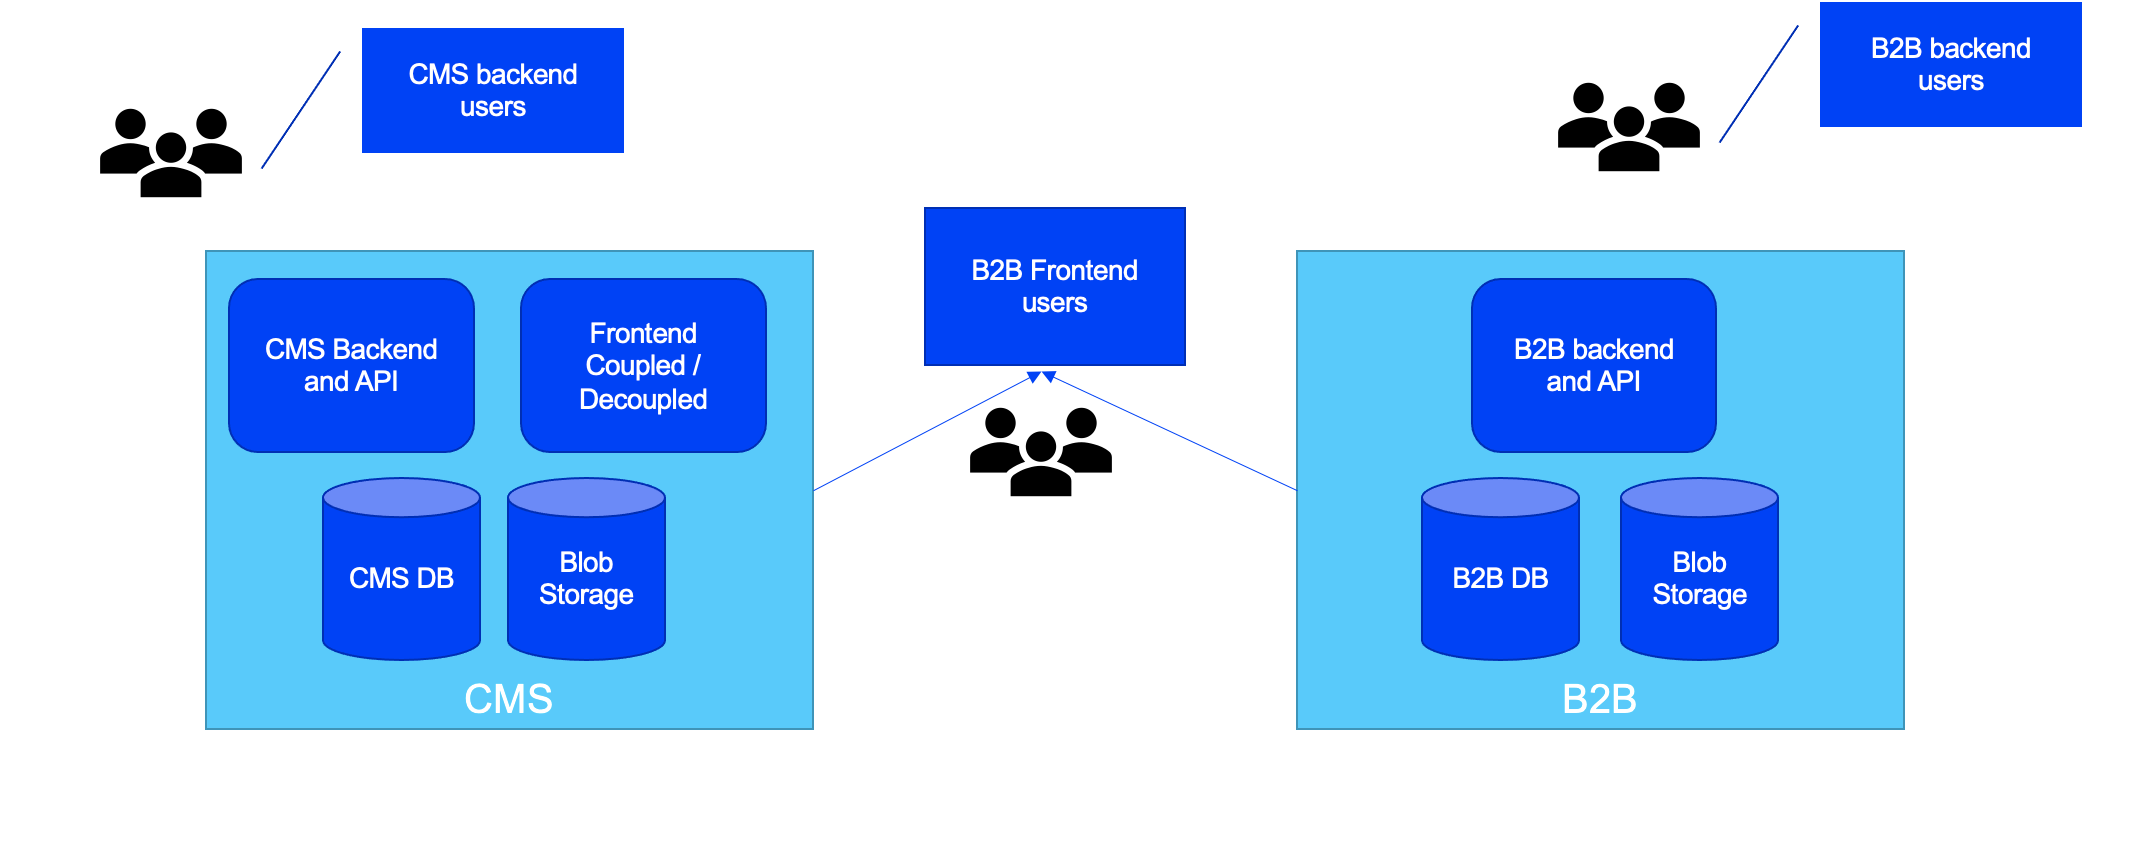 CMS backend
users
B2B backend
users
B2B Frontend
users
CMS Backend
and API
Frontend
Coupled /
Decoupled
CMS DB
Blob
Storage
CMS
B2B backend
and API
B2B DB
Blob
Storage
B2B